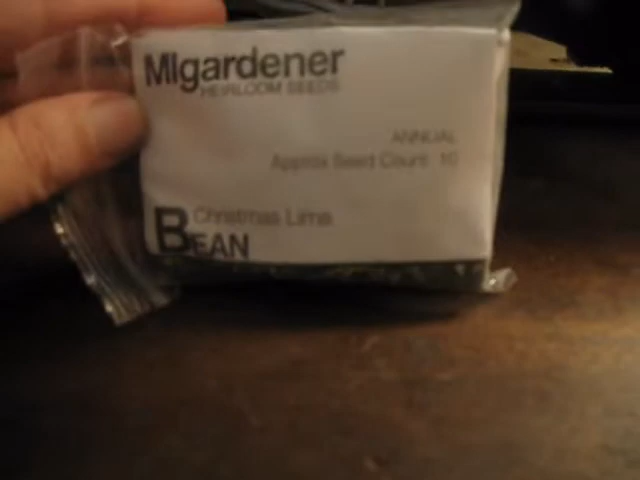 MIgardener
HEIRLOOM SEEDS
ANNUAL
Approx Seed Count: 10
Christmas Lima
BEAN